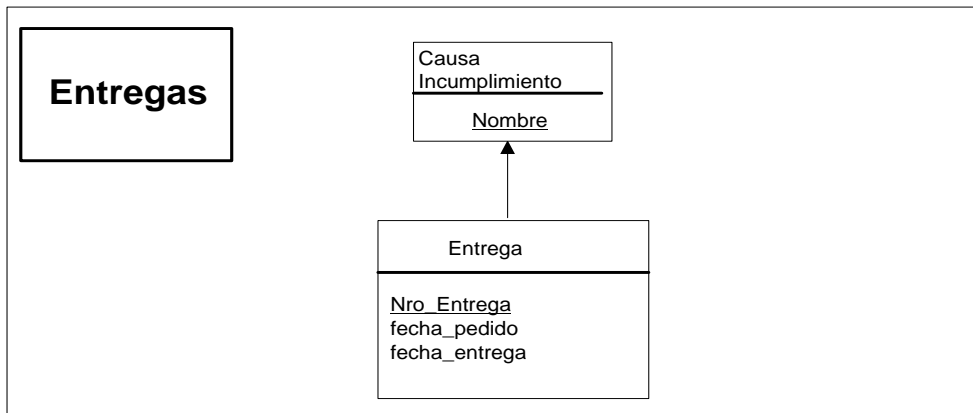 Entregas
Causa
Incumplimiento
Nombre
Entrega
Nro_Entrega
fecha_pedido
fecha_entrega